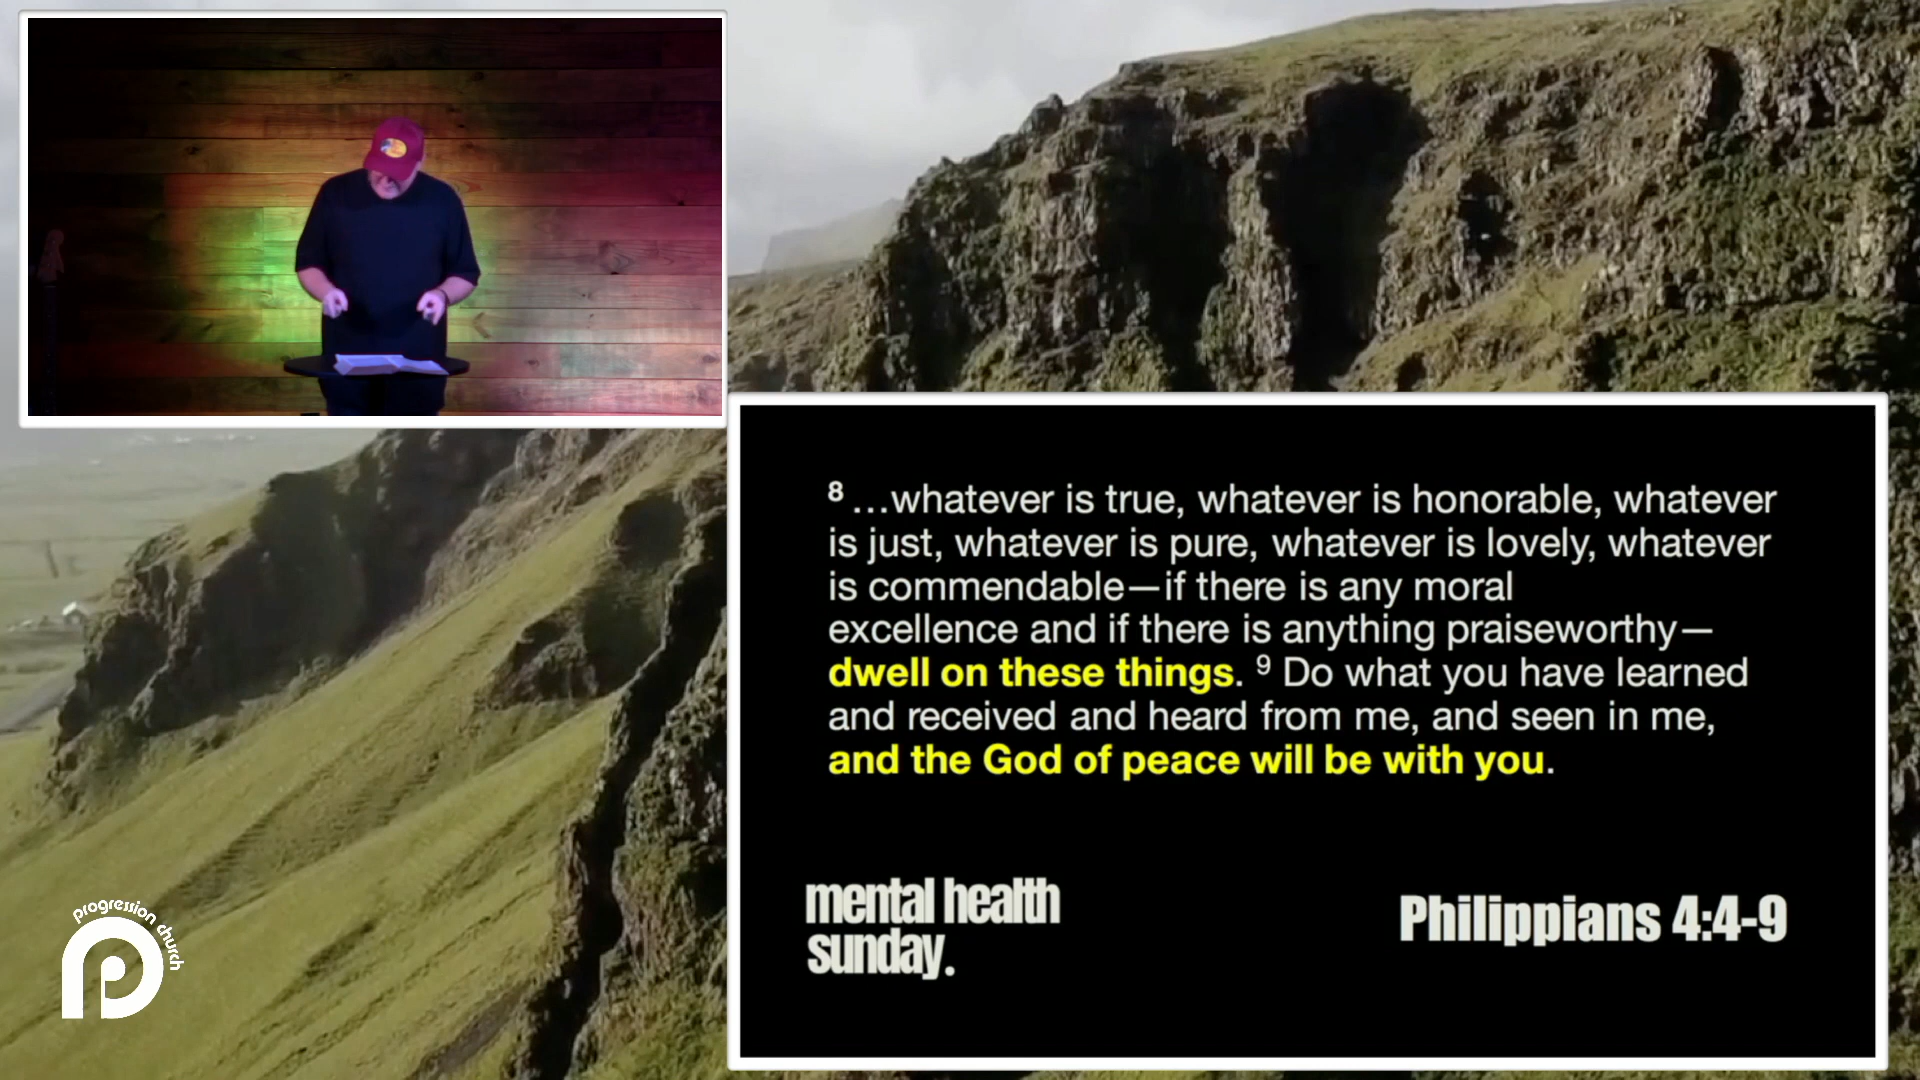 ⁸ …whatever is true, whatever is honorable, whatever
is just, whatever is pure, whatever is lovely, whatever
is commendable—if there is any moral
excellence and if there is anything praiseworthy—
dwell on these things. ⁹ Do what you have learned
and received and heard from me, and seen in me,
and the God of peace will be with you.
mental health
sunday.
Philippians 4:4-9
progression church